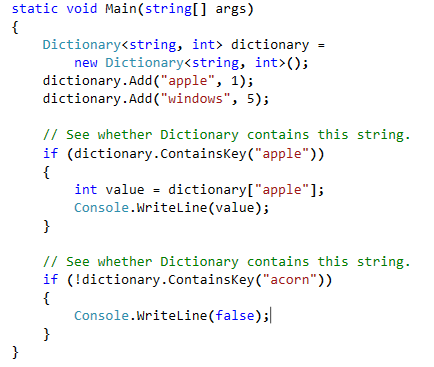 static void Main(string[] args)
{
    Dictionary<string, int> dictionary =
        new Dictionary<string, int>();
    dictionary.Add("apple", 1);
    dictionary.Add("windows", 5);

    // See whether Dictionary contains this string.
    if (dictionary.ContainsKey("apple"))
    {
        int value = dictionary["apple"];
        Console.WriteLine(value);
    }

    // See whether Dictionary contains this string.
    if (!dictionary.ContainsKey("acorn"))
    {
        Console.WriteLine(false);
    }
}